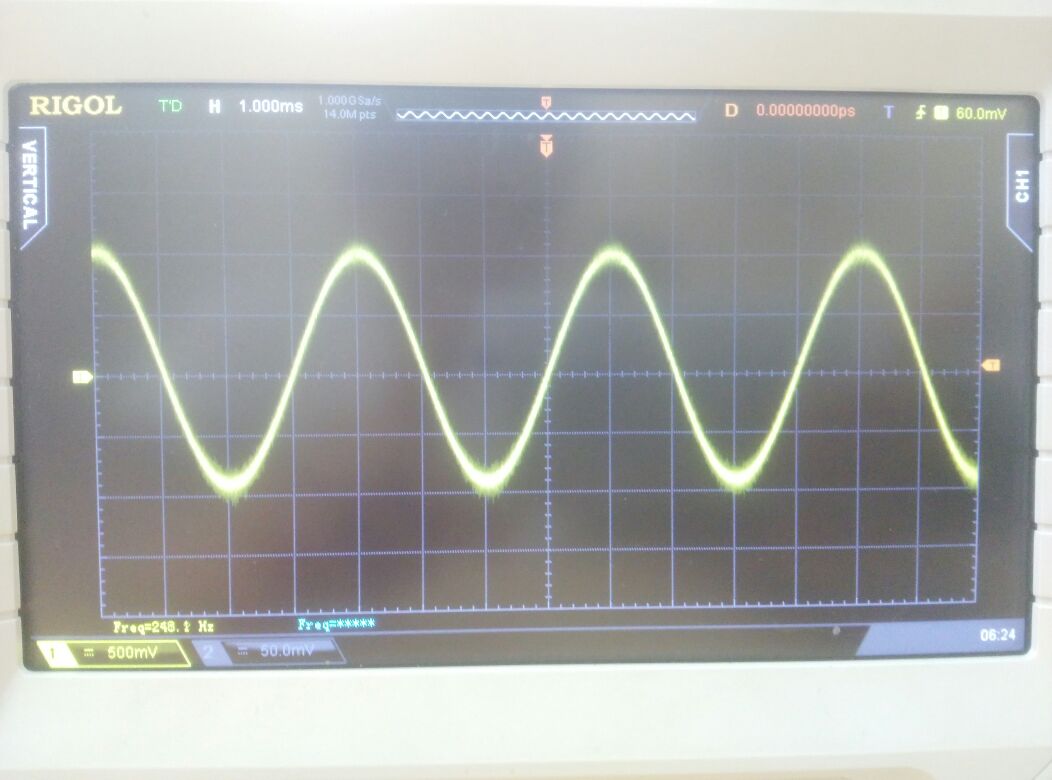 RIGOL T'D H 1.000ms 1.000GSa/s D 0.00000000ps T 60.0mV
14.0M pts
T
T
VERTICAL
CH1
T
Freq=*****
1 500mV 2 50.0mV 06:24